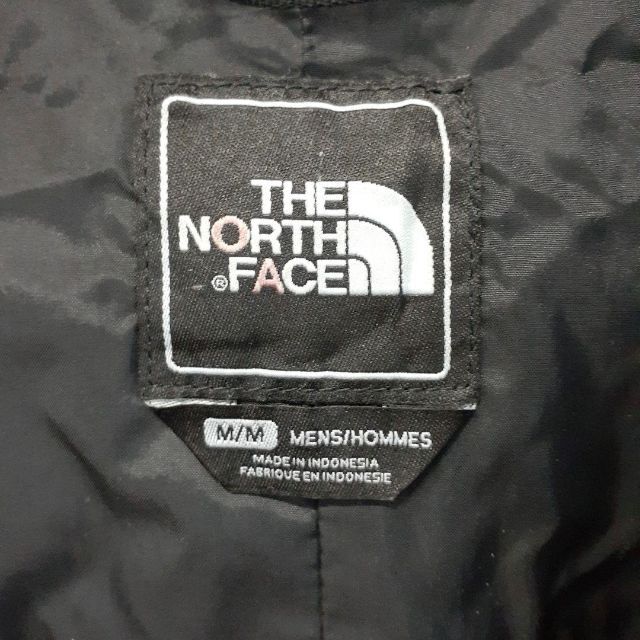 THE
NORTH
®FACE
M/M MENS/HOMMES
MADE IN INDONESIA
FABRIQUE EN INDONESIE